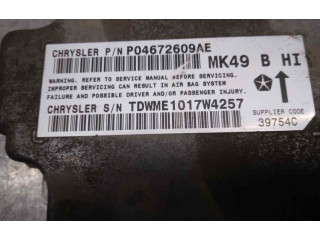 CHRYSLER P/N P04672609AE
MK49 B HI
WARNING. REFER TO SERVICE MANUAL BEFORE SERVICING.
IMPROPER SERVICING CAN RESULT IN AIR BAG SYSTEM
FAILURE AND POSSIBLE DRIVER AND/OR PASSENGER INJURY.
CHRYSLER S/N TDWME1017W4257
SUPPLIER CODE
39754C